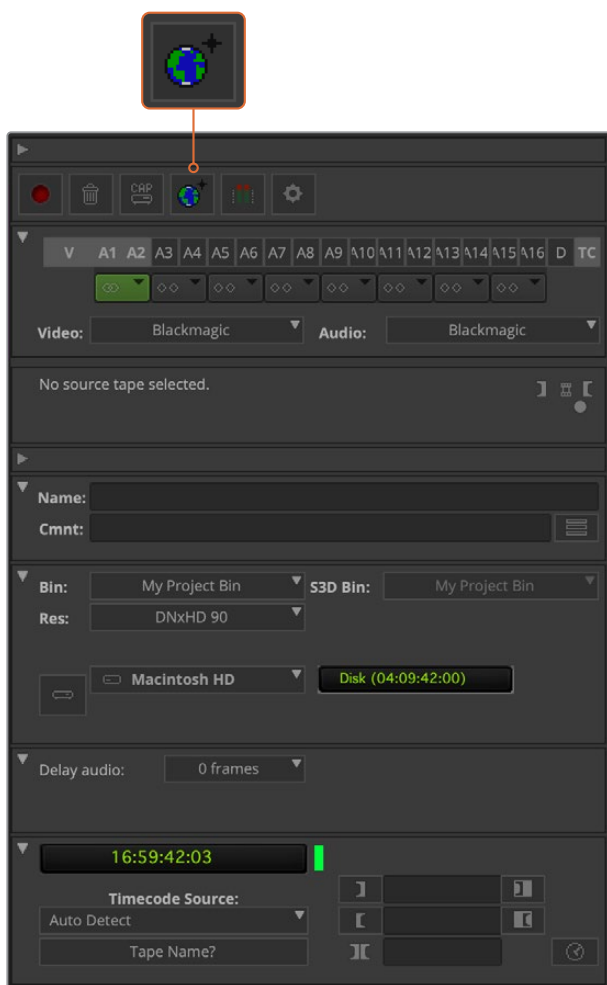 CAP
V A1 A2 A3 A4 A5 A6 A7 A8 A9 A10 A11 A12 A13 A14 A15 A16 D TC
Video: Blackmagic Audio: Blackmagic
No source tape selected.
Name:
Cmnt:
Bin: My Project Bin S3D Bin: My Project Bin
Res: DNxHD 90
Macintosh HD Disk (04:09:42:00)
Delay audio: 0 frames
16:59:42:03
Timecode Source:
Auto Detect
Tape Name?